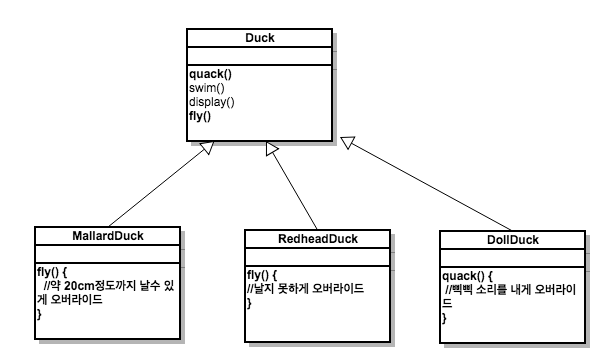 Duck
quack()
swim()
display()
fly()
MallardDuck
fly() {
//약 20cm정도까지 날수 있
게 오버라이드
}
RedheadDuck
fly() {
//날지 못하게 오버라이드
}
DollDuck
quack() {
//삑삑 소리를 내게 오버라이
드
}